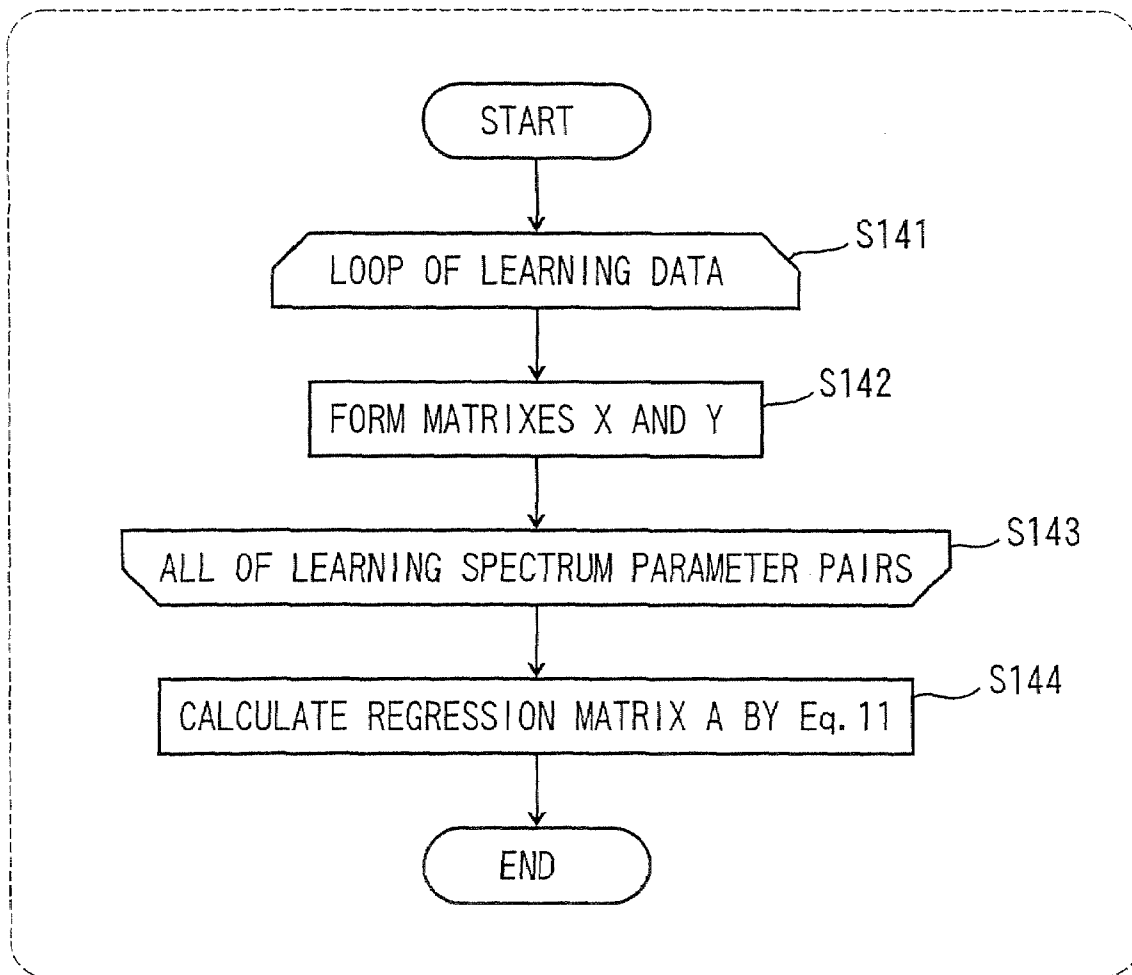 START
LOOP OF LEARNING DATA
S141
FORM MATRIXES X AND Y
S142
ALL OF LEARNING SPECTRUM PARAMETER PAIRS
S143
CALCULATE REGRESSION MATRIX A BY Eq. 11
S144
END